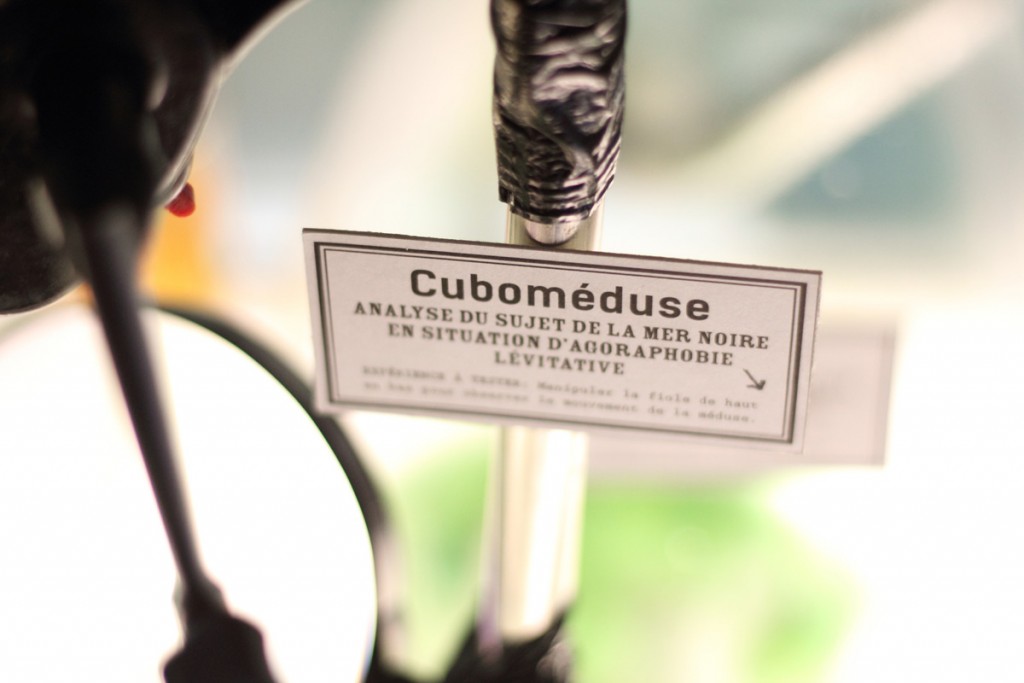 Cuboméduse
ANALYSE DU SUJET DE LA MER NOIRE
EN SITUATION D'AGORAPHOBIE
LÉVITATIVE
EXPÉRIENCE À TESTER: Manipuler la fiole de haut
en bas pour observer le mouvement de la méduse.